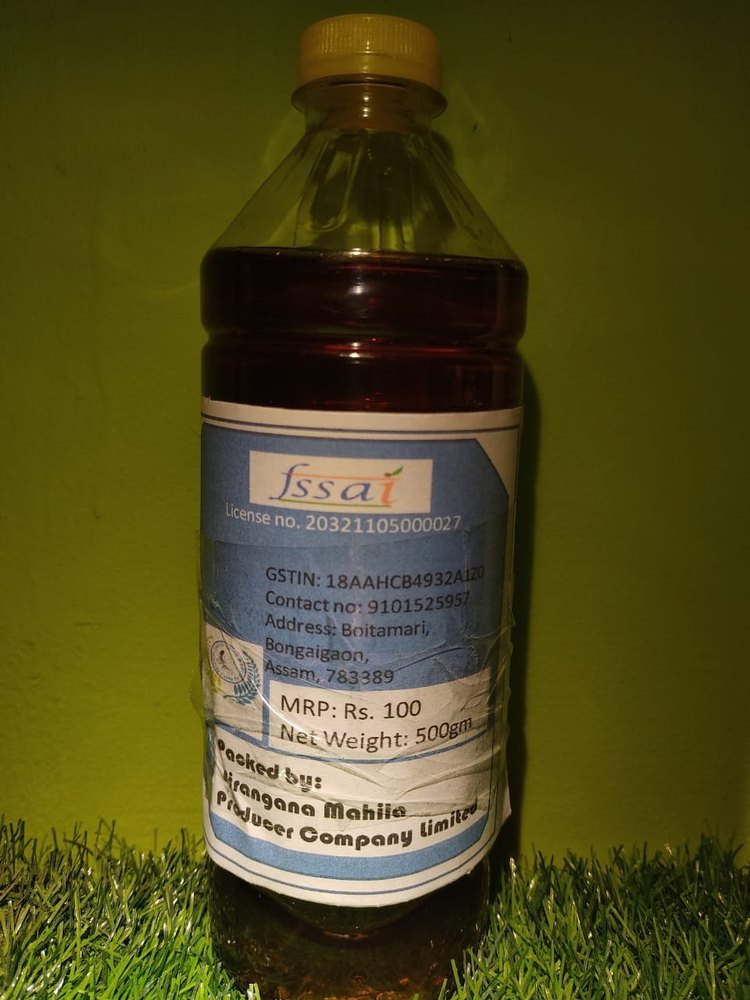 fssai
License no. 20321105000027
GSTIN: 18AAHCB4932A1Z0
Contact no: 9101525957
Address: Boitamari,
Bongaigaon,
Assam, 783389
MRP: Rs. 100
Net Weight: 500gm
Packed by:
Birangana Mahila
Producer Company Limited